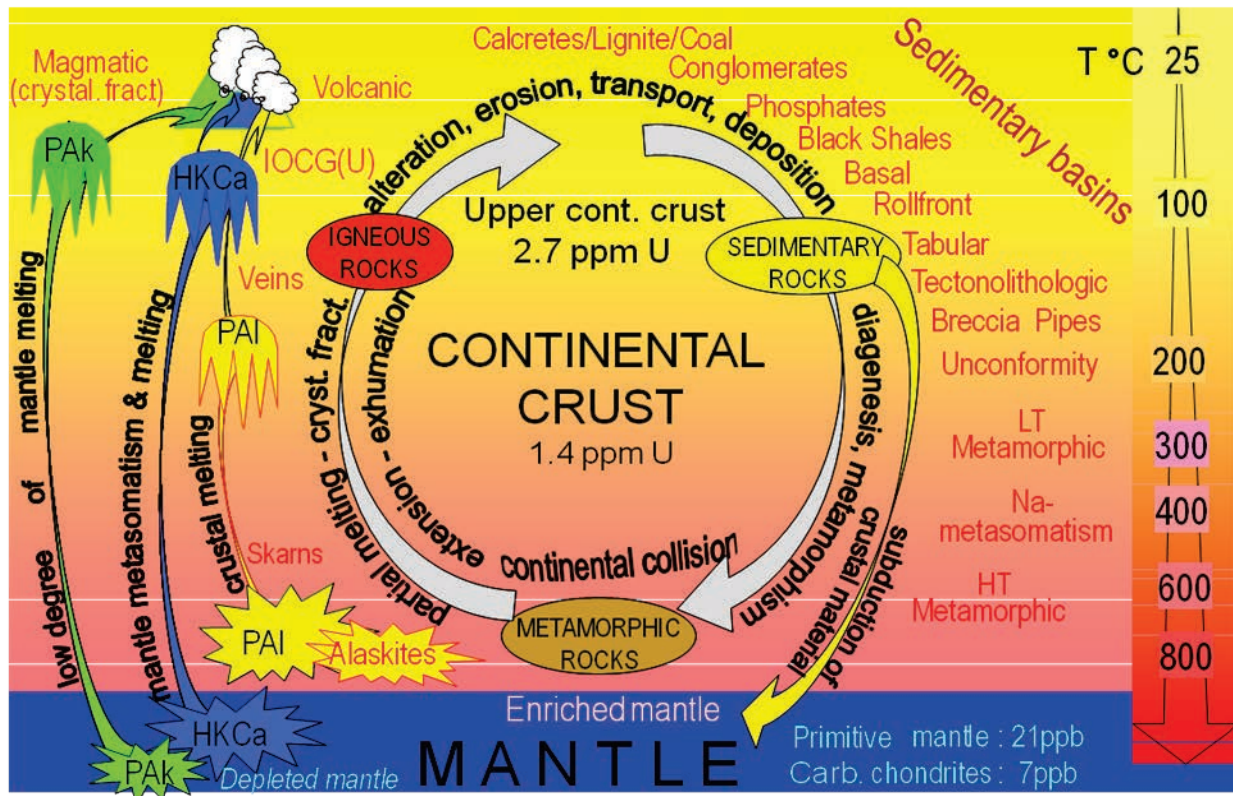 Magmatic
(crystal. fract)
Volcanic
PAk
HKCa
IOCG(U)
Veins
PAl
Skarns
PAl
Alaskites
HKCa
PAk
low degree of mantle melting
mantle metasomatism & melting
crustal melting
partial melting - cryst. fract.
extension - exhumation
continental collision
alteration, erosion, transport, deposition
diagenesis, metamorphism
subduction of
crustal material
IGNEOUS
ROCKS
SEDIMENTARY
ROCKS
METAMORPHIC
ROCKS
Upper cont. crust
2.7 ppm U
CONTINENTAL
CRUST
1.4 ppm U
Calcretes/Lignite/Coal
Conglomerates
Phosphates
Black Shales
Basal
Rollfront
Tabular
Tectonolithologic
Breccia Pipes
Unconformity
LT
Metamorphic
Na-
metasomatism
HT
Metamorphic
Sedimentary basins
T °C 25
100
200
300
400
600
800
Enriched mantle
MANTLE
Depleted mantle
Primitive mantle : 21ppb
Carb. chondrites : 7ppb